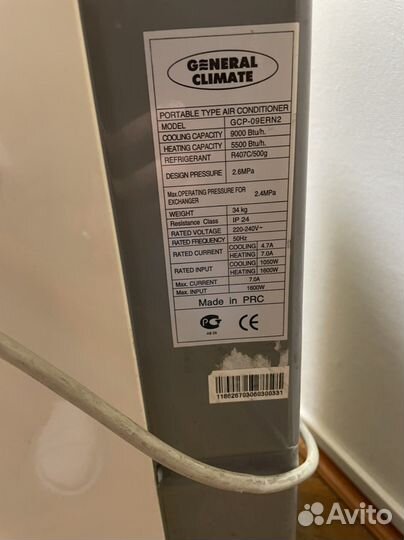 GENERAL
CLIMATE
PORTABLE TYPE AIR CONDITIONER
MODEL GCP-09ERN2
COOLING CAPACITY 9000 Btu/h.
HEATING CAPACITY 5500 Btu/h.
REFRIGERANT R407C/500g
DESIGN PRESSURE 2.6MPa
Max.OPERATING PRESSURE FOR EXCHANGER 2.4MPa
WEIGHT 34 kg
Resistance Class IP 24
RATED VOLTAGE 220-240V~
RATED FREQUENCY 50Hz
RATED CURRENT COOLING 4.7A
HEATING 7.0A
RATED INPUT COOLING 1050W
HEATING 1600W
Max. CURRENT 7.0A
Max. INPUT 1600W
Made in PRC
CE
11862670306030033​1
Avito